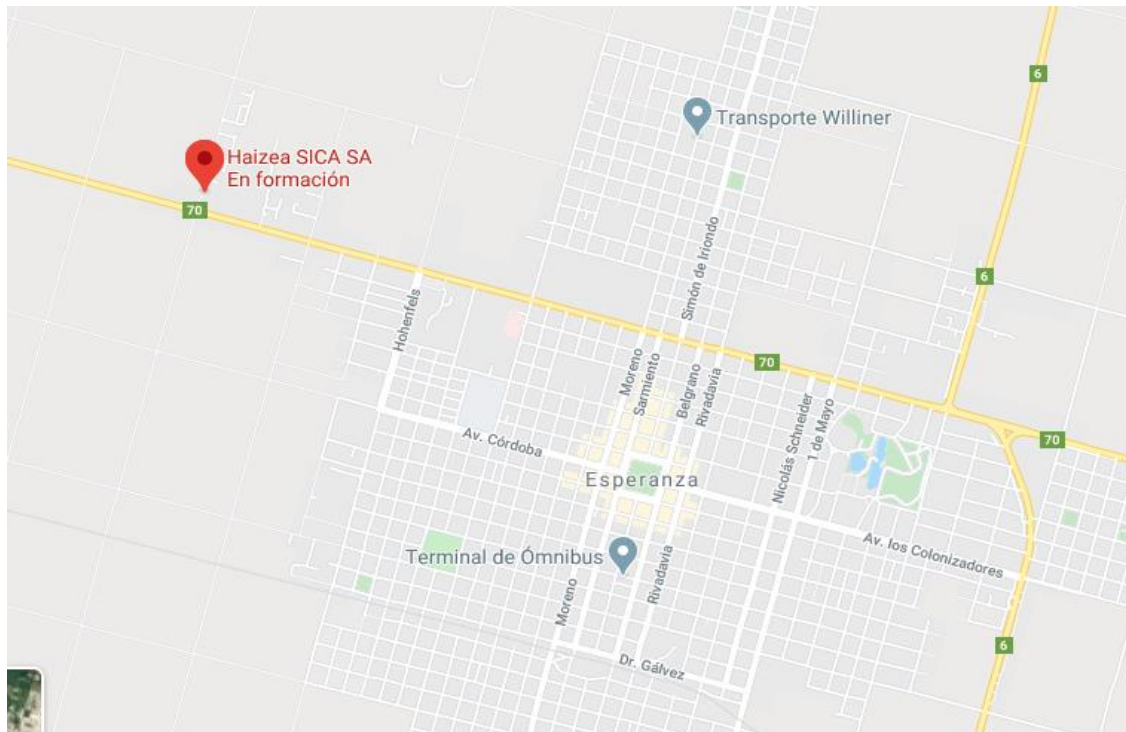 6
Transporte Williner
Haizea SICA SA
En formación
70
6
Simón de Iriondo
Hohenfels
Moreno
Sarmiento
Belgrano
Rivadavia
70
Nicolás Schneider
1 de Mayo
70
Av. Córdoba
Esperanza
Av. los Colonizadores
Terminal de Ómnibus
Rivadavia
Moreno
6
Dr. Gálvez